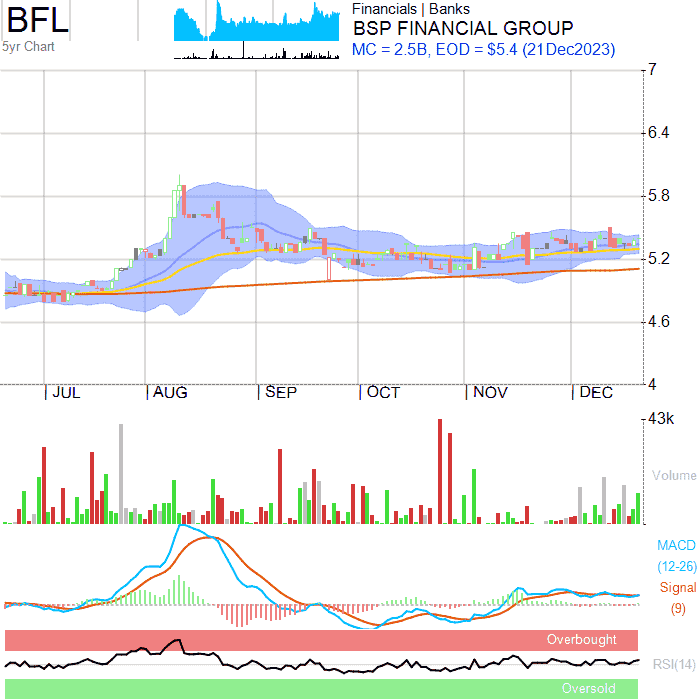 BFL
5yr Chart
Financials | Banks
BSP FINANCIAL GROUP
MC = 2.5B, EOD = $5.4 (21Dec2023)
7
6.4
5.8
5.2
4.6
4
JUL AUG SEP OCT NOV DEC
43k
Volume
MACD
(12-26)
Signal
(9)
Overbought
RSI(14)
Oversold